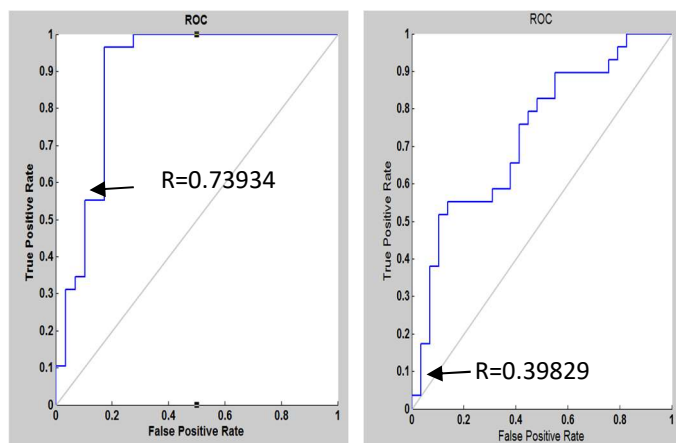 ROC
1
0.9
0.8
0.7
0.6
0.5
0.4
0.3
0.2
0.1
0
True Positive Rate
R=0.73934
0 0.2 0.4 0.6 0.8 1
False Positive Rate
ROC
1
0.9
0.8
0.7
0.6
0.5
0.4
0.3
0.2
0.1
0
True Positive Rate
R=0.39829
0 0.2 0.4 0.6 0.8 1
False Positive Rate